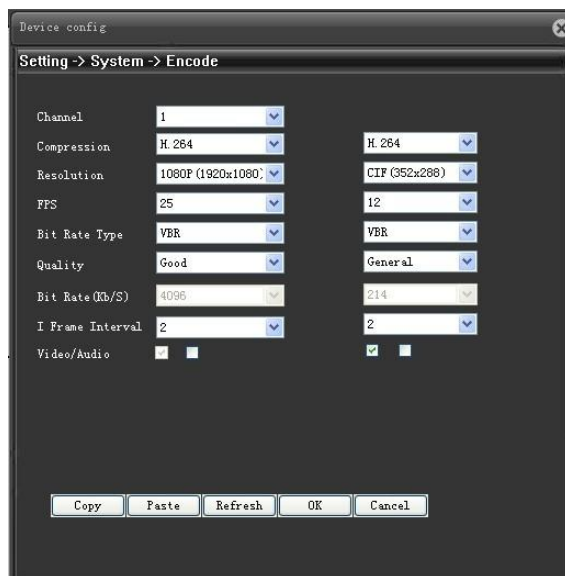 Device config
Setting -> System -> Encode
Channel 1
Compression H.264 H.264
Resolution 1080P(1920x1080) CIF(352x288)
FPS 25 12
Bit Rate Type VBR VBR
Quality Good General
Bit Rate(Kb/S) 4096 214
I Frame Interval 2 2
Video/Audio
Copy Paste Refresh OK Cancel